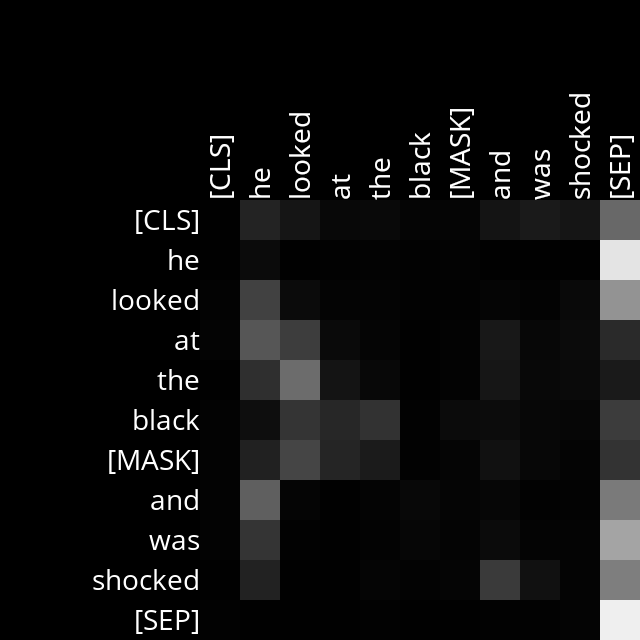 [CLS] he looked at the black [MASK] and was shocked [SEP]
[CLS]
he
looked
at
the
black
[MASK]
and
was
shocked
[SEP]